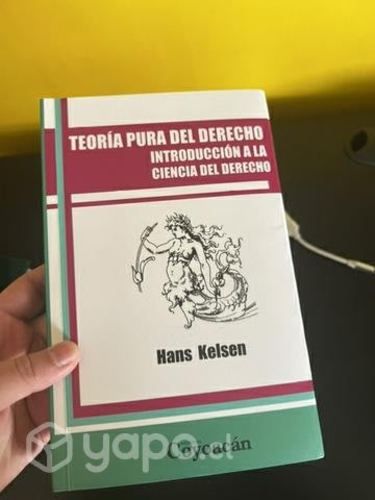 TEORÍA PURA DEL DERECHO
INTRODUCCIÓN A LA
CIENCIA DEL DERECHO
Hans Kelsen
Coyoacán
yapo.cl